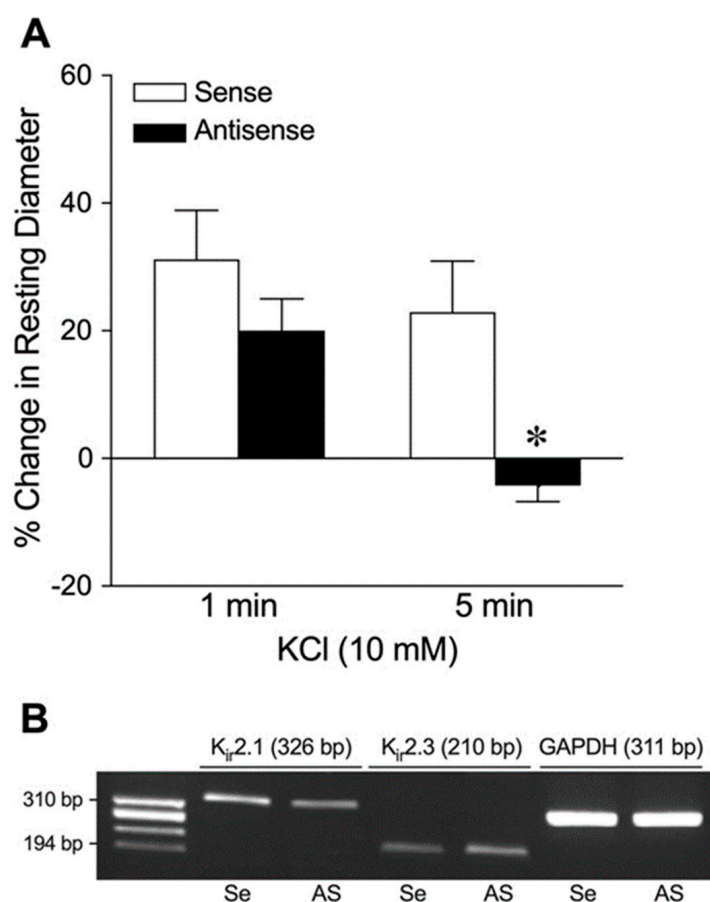 A
% Change in Resting Diameter
60
40
20
0
-20
Sense
Antisense
*
1 min
5 min
KCl (10 mM)
B
Kir2.1 (326 bp)
Kir2.3 (210 bp)
GAPDH (311 bp)
310 bp
194 bp
Se
AS
Se
AS
Se
AS